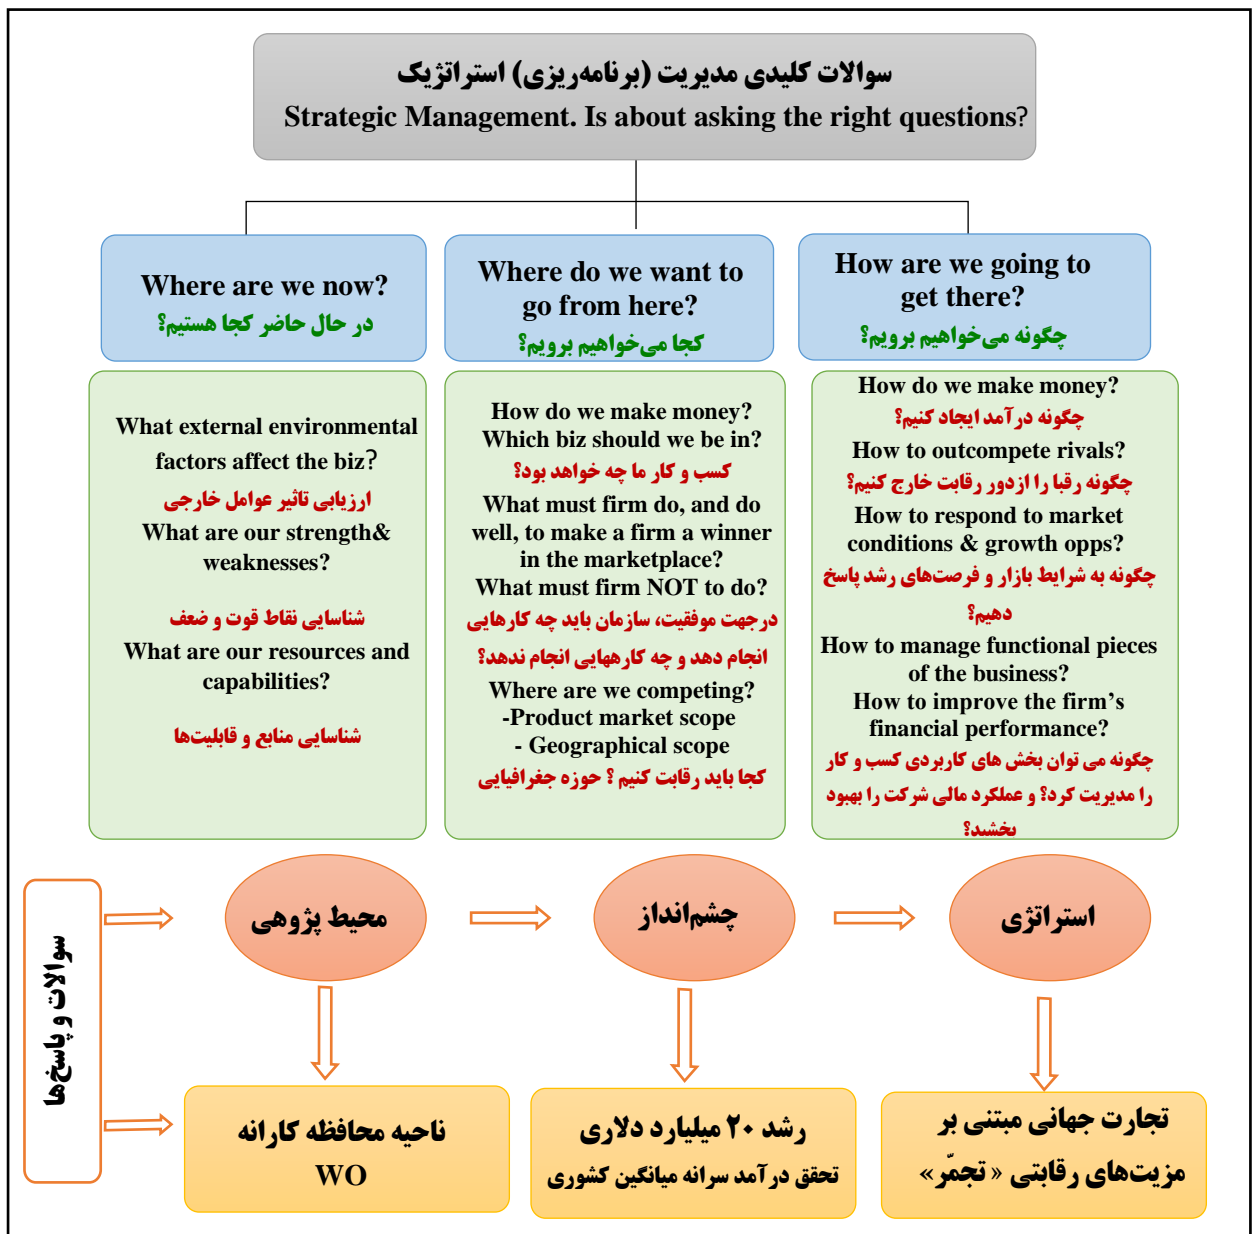 سوالات کلیدی مدیریت (برنامه‌ریزی) استراتژیک
Strategic Management. Is about asking the right questions?
Where are we now?
در حال حاضر کجا هستیم؟
Where do we want to
go from here?
کجا می‌خواهیم برویم؟
How are we going to
get there?
چگونه می‌خواهیم برویم؟
What external environmental
factors affect the biz?
ارزیابی تاثیر عوامل خارجی
What are our strength&
weaknesses?
شناسایی نقاط قوت و ضعف
What are our resources and
capabilities?
شناسایی منابع و قابلیت‌ها
How do we make money?
Which biz should we be in?
کسب و کار ما چه خواهد بود؟
What must firm do, and do
well, to make a firm a winner
in the marketplace?
What must firm NOT to do?
درجهت موفقیت، سازمان باید چه کارهایی
انجام دهد و چه کارههایی انجام ندهد؟
Where are we competing?
-Product market scope
- Geographical scope
کجا باید رقابت کنیم ؟ حوزه جغرافیایی
How do we make money?
چگونه درآمد ایجاد کنیم؟
How to outcompete rivals?
چگونه رقبا را ازدور رقابت خارج کنیم؟
How to respond to market
conditions & growth opps?
چگونه به شرایط بازار و فرصت‌های رشد پاسخ
دهیم؟
How to manage functional pieces
of the business?
How to improve the firm’s
financial performance?
چگونه می توان بخش های کاربردی کسب و کار
را مدیریت کرد؟ و عملکرد مالی شرکت را بهبود
بخشید؟
سوالات و پاسخ‌ها
محیط پژوهی
چشم‌انداز
استراتژی
ناحیه محافظه کارانه
WO
رشد ۲۰ میلیارد دلاری
تحقق درآمد سرانه میانگین کشوری
تجارت جهانی مبتنی بر
مزیت‌های رقابتی « تجمّر»